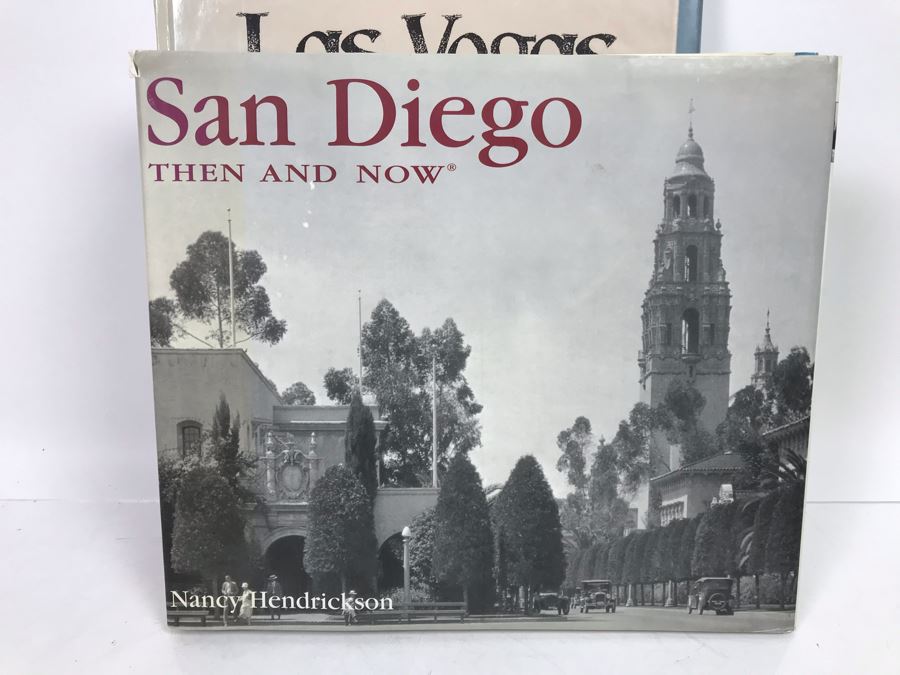 Las Vegas
San Diego
THEN AND NOW®
Nancy Hendrickson